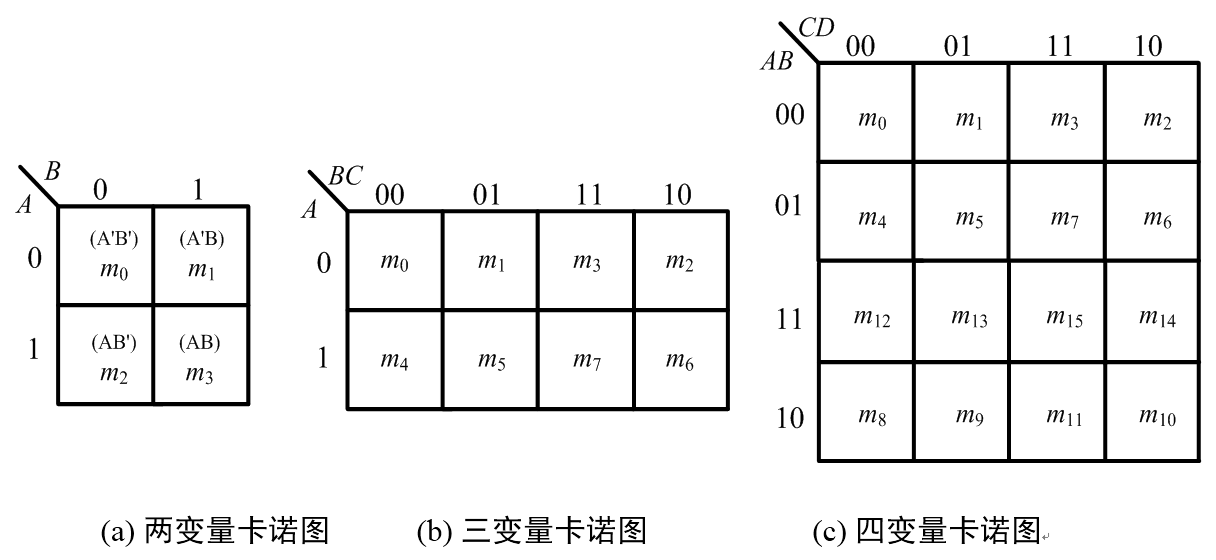 B
A
0 1
0 (A'B') m₀ (A'B) m₁
1 (AB') m₂ (AB) m₃
(a) 两变量卡诺图
BC
A
00 01 11 10
0 m₀ m₁ m₃ m₂
1 m₄ m₅ m₇ m₆
(b) 三变量卡诺图
CD
AB
00 01 11 10
00 m₀ m₁ m₃ m₂
01 m₄ m₅ m₇ m₆
11 m₁₂ m₁₃ m₁₅ m₁₄
10 m₈ m₉ m₁₁ m₁₀
(c) 四变量卡诺图